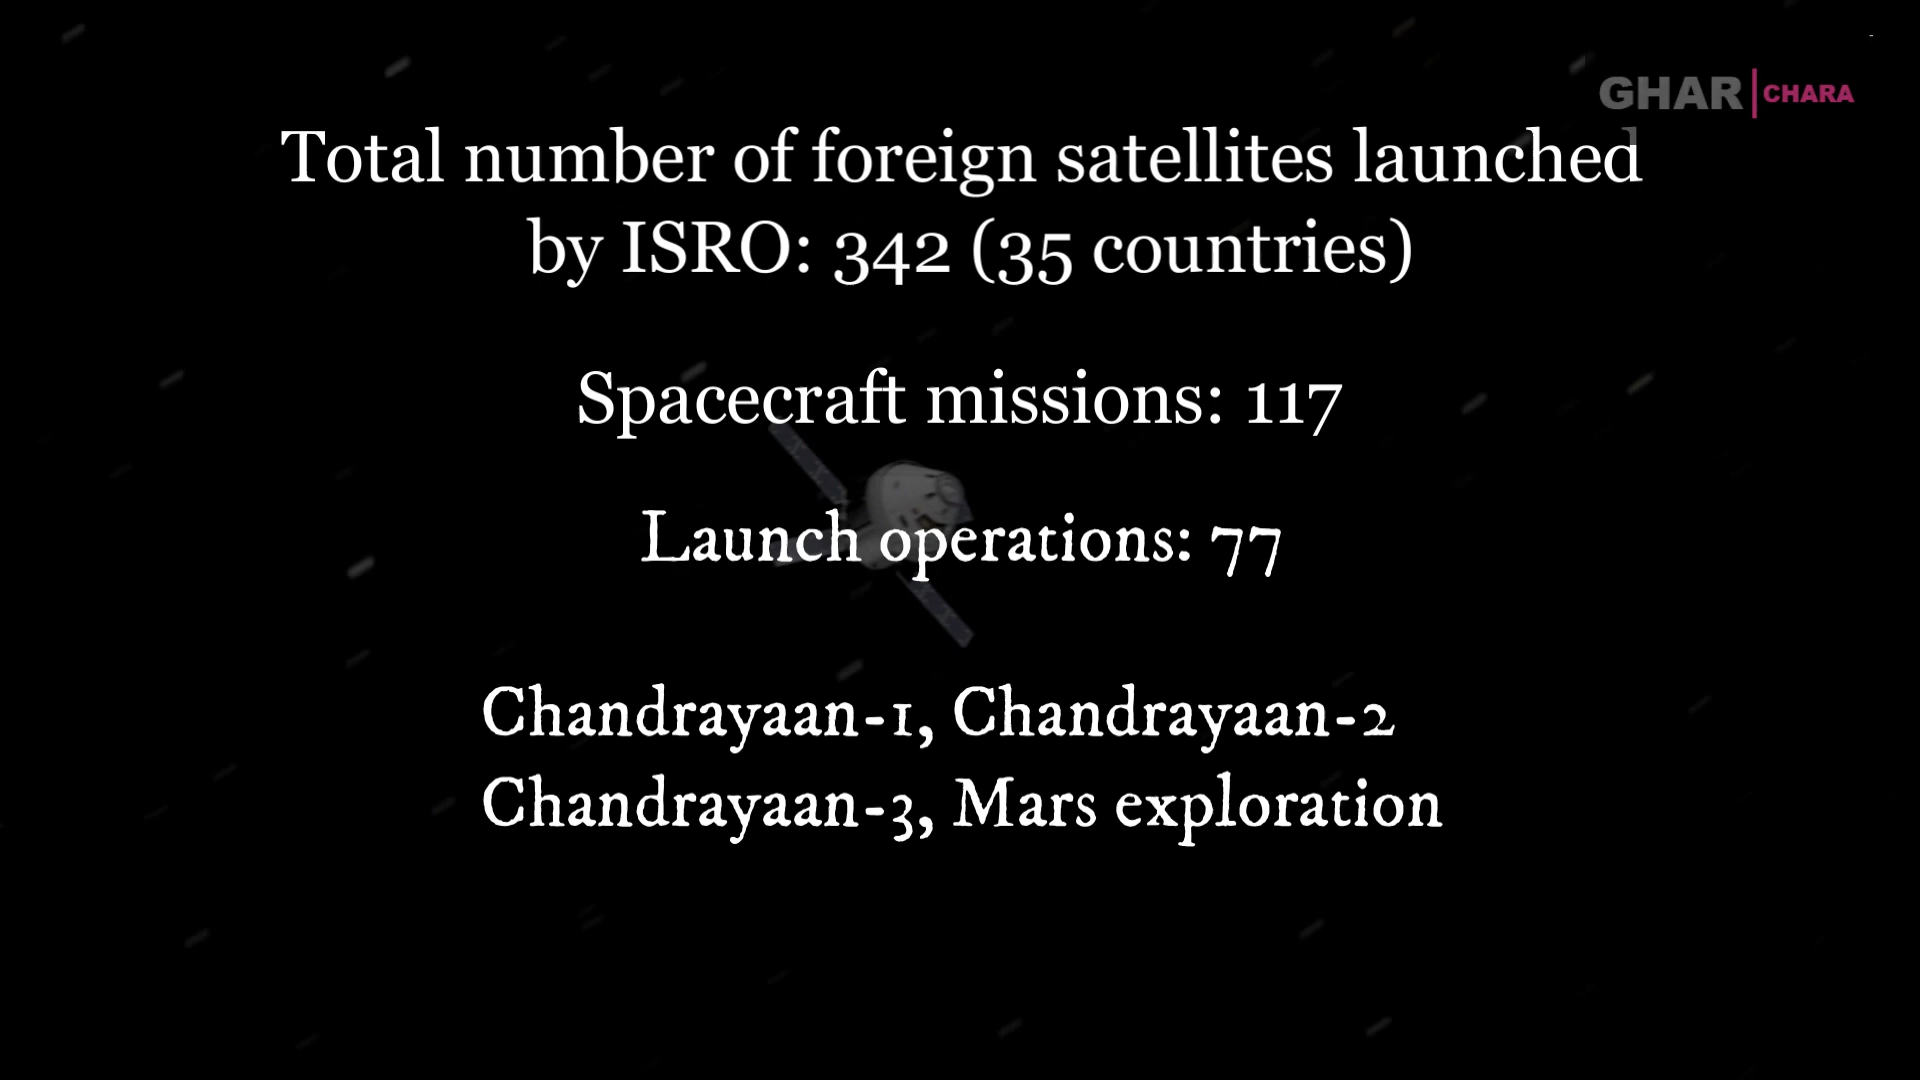 GHAR CHARA
Total number of foreign satellites launched
by ISRO: 342 (35 countries)
Spacecraft missions: 117
Launch operations: 77
Chandrayaan-1, Chandrayaan-2
Chandrayaan-3, Mars exploration